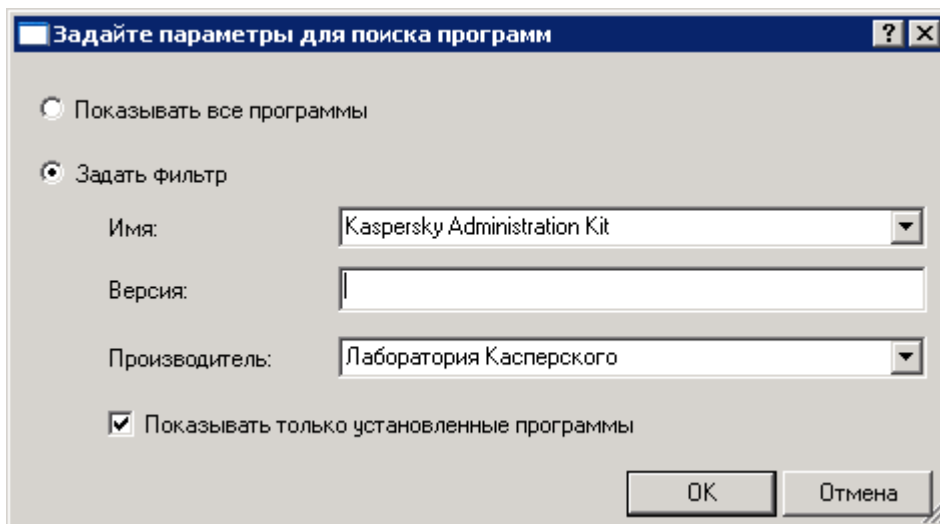 Задайте параметры для поиска программ
Показывать все программы
Задать фильтр
Имя: Kaspersky Administration Kit
Версия:
Производитель: Лаборатория Касперского
Показывать только установленные программы
OK Отмена